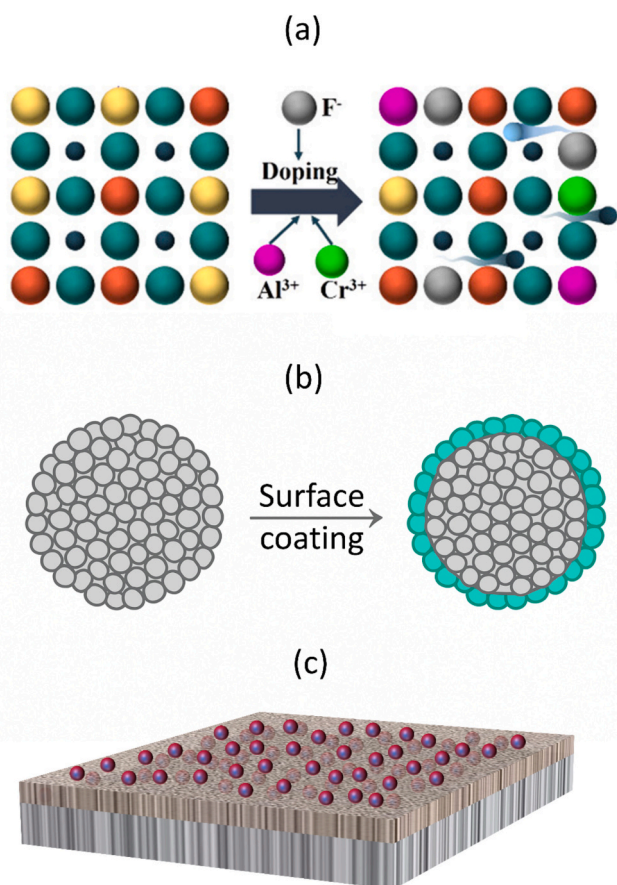 (a)
F⁻
Doping
Al³⁺
Cr³⁺
(b)
Surface
coating
(c)